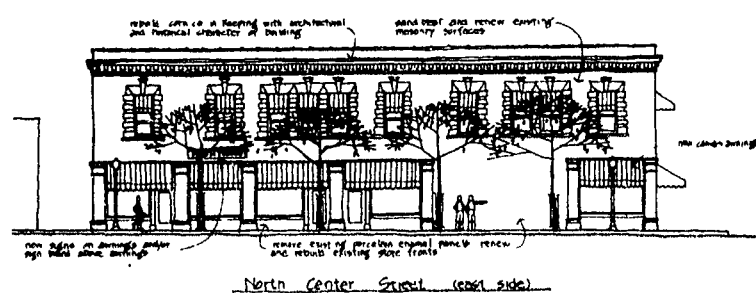 rebuild cornice in keeping with architectural
and historical character of building
sand blast and renew existing
masonry surfaces
new canvas awnings
new signs on awnings and/or
sign band above awnings
remove existing porcelain enamel panels renew
and rebuild existing store fronts
North Center Street (east side)